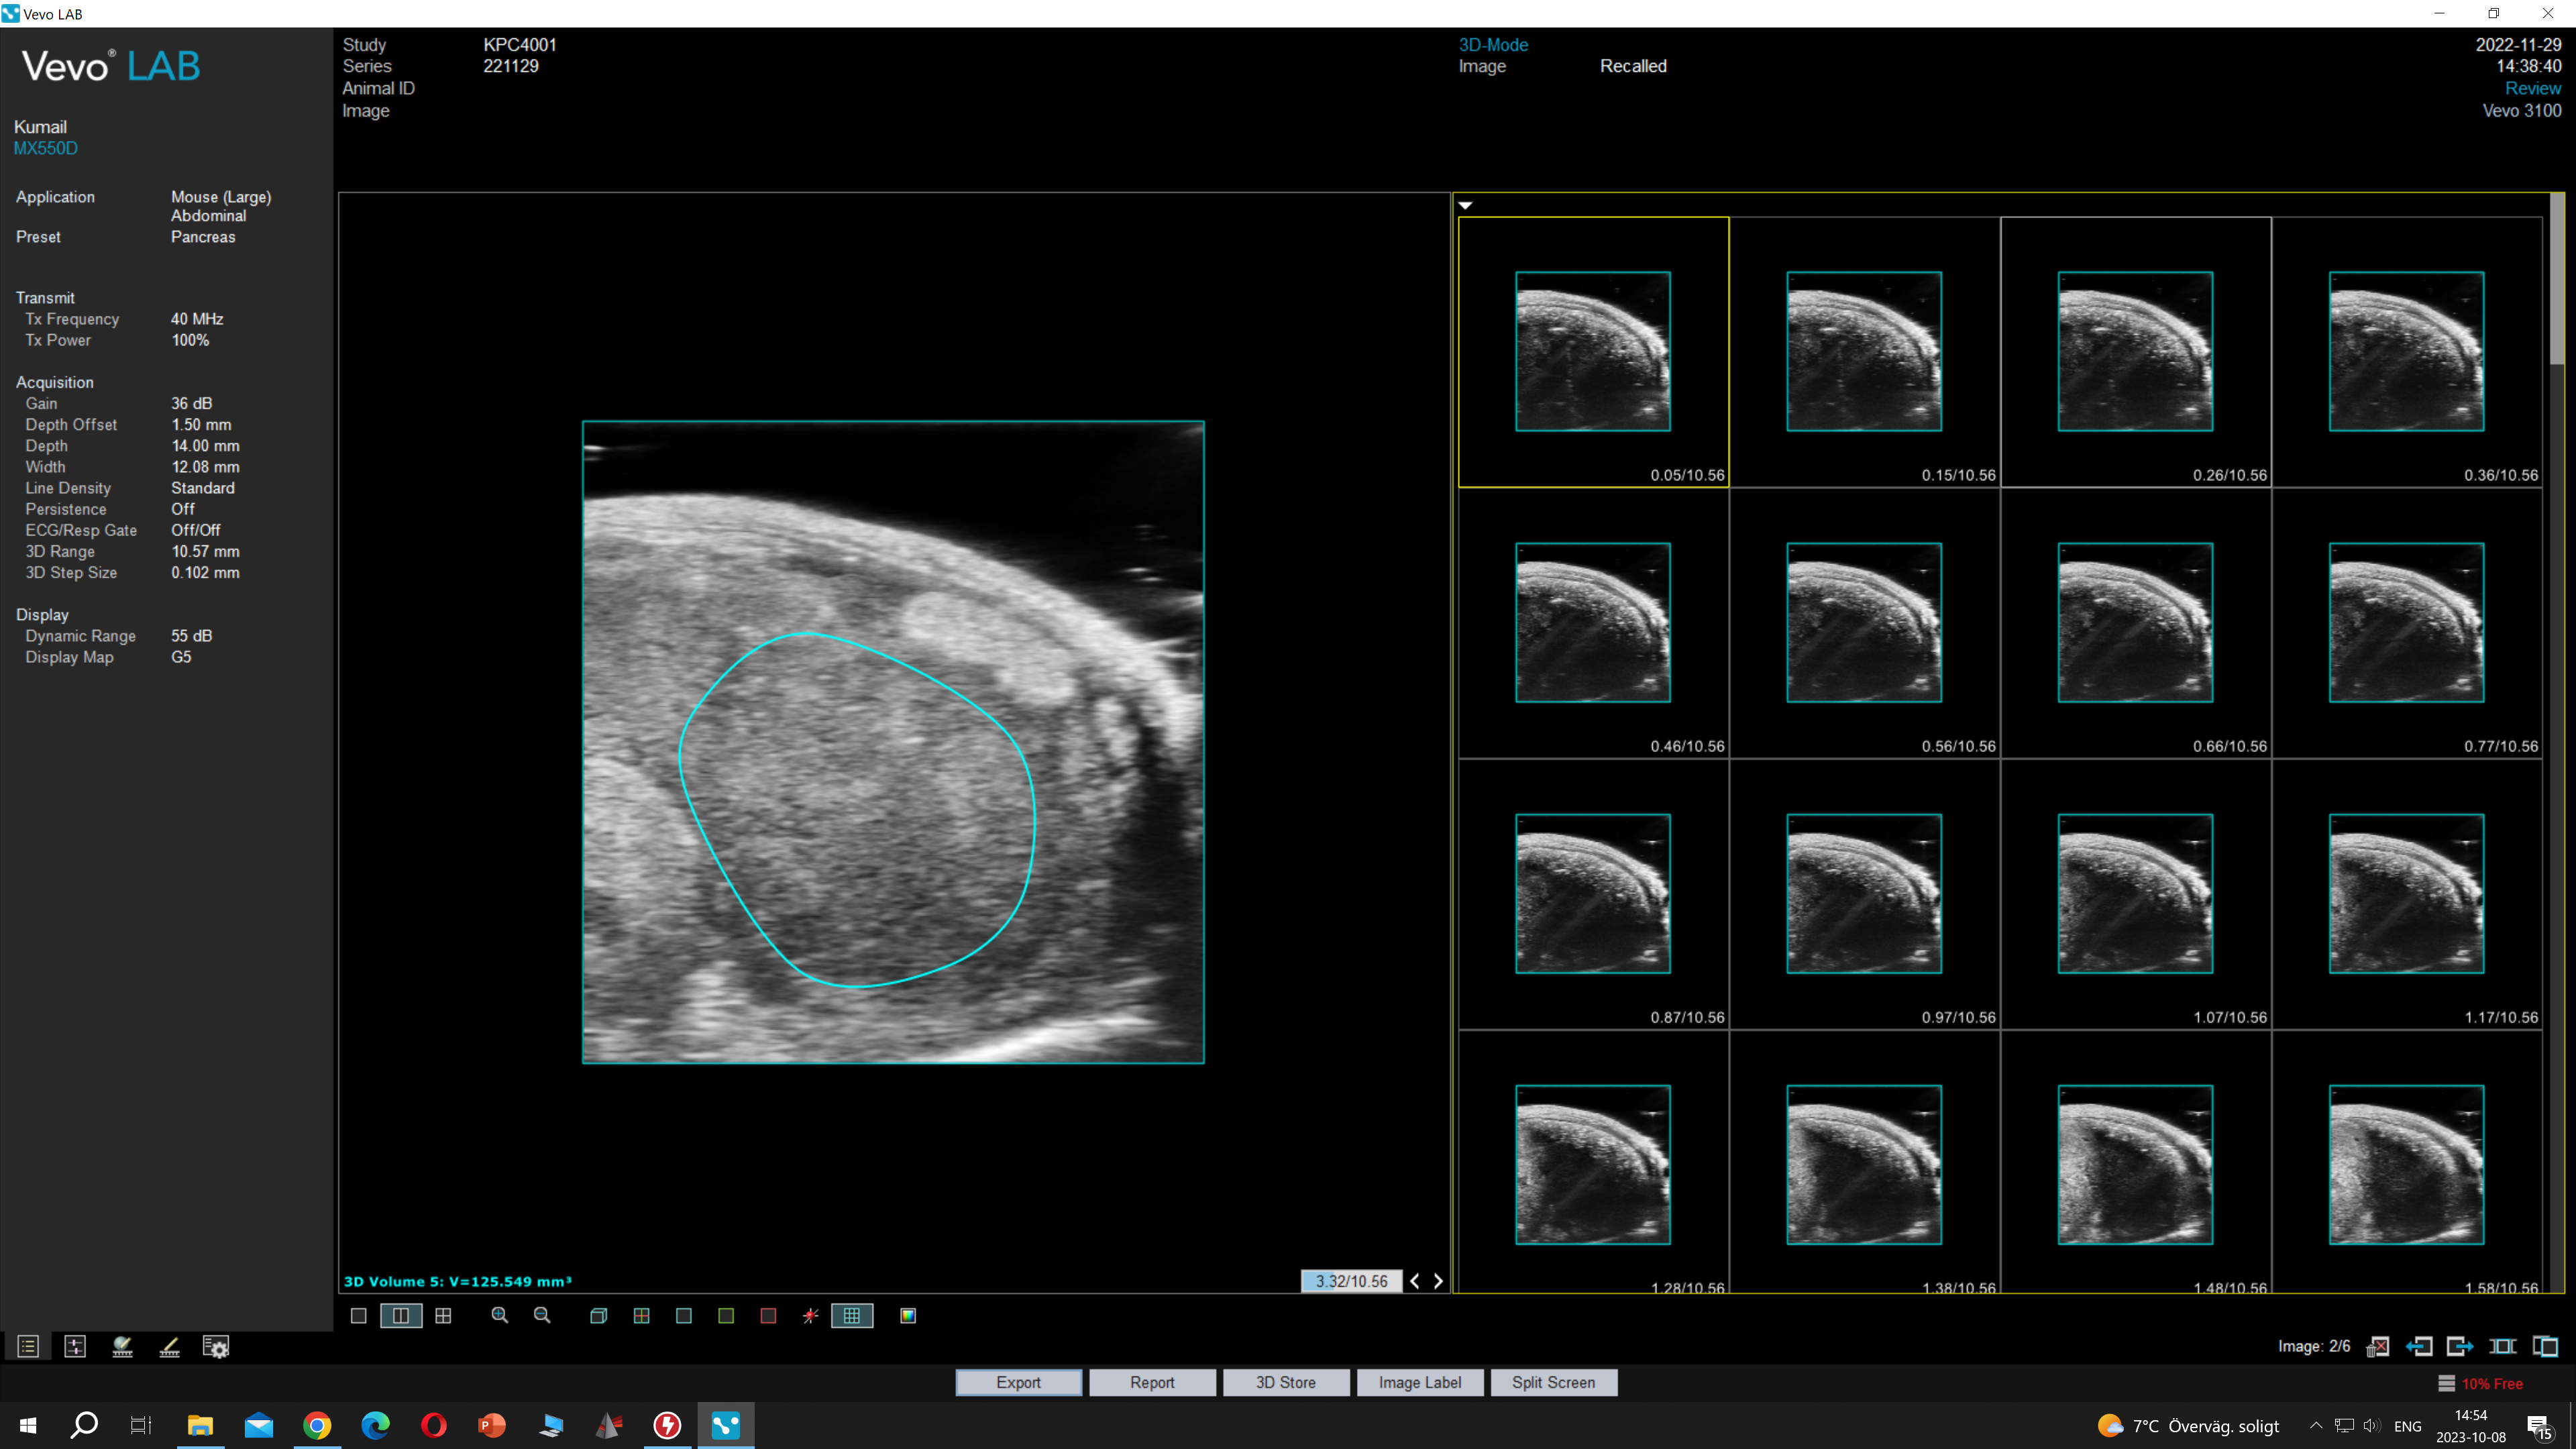 Vevo LAB
Vevo® LAB
Study KPC4001
Series 221129
Animal ID
Image
3D-Mode
Image Recalled
2022-11-29
14:38:40
Review
Vevo 3100
Kumail
MX550D
Application Mouse (Large)
Abdominal
Preset Pancreas
Transmit
Tx Frequency 40 MHz
Tx Power 100%
Acquisition
Gain 36 dB
Depth Offset 1.50 mm
Depth 14.00 mm
Width 12.08 mm
Line Density Standard
Persistence Off
ECG/Resp Gate Off/Off
3D Range 10.57 mm
3D Step Size 0.102 mm
Display
Dynamic Range 55 dB
Display Map G5
3D Volume 5: V=125.549 mm³
3.32/10.56
0.05/10.56 0.15/10.56 0.26/10.56 0.36/10.56
0.46/10.56 0.56/10.56 0.66/10.56 0.77/10.56
0.87/10.56 0.97/10.56 1.07/10.56 1.17/10.56
1.28/10.56 1.38/10.56 1.48/10.56 1.58/10.56
Image: 2/6
Export Report 3D Store Image Label Split Screen
10% Free
7°C Överväg. soligt
ENG
14:54
2023-10-08
15